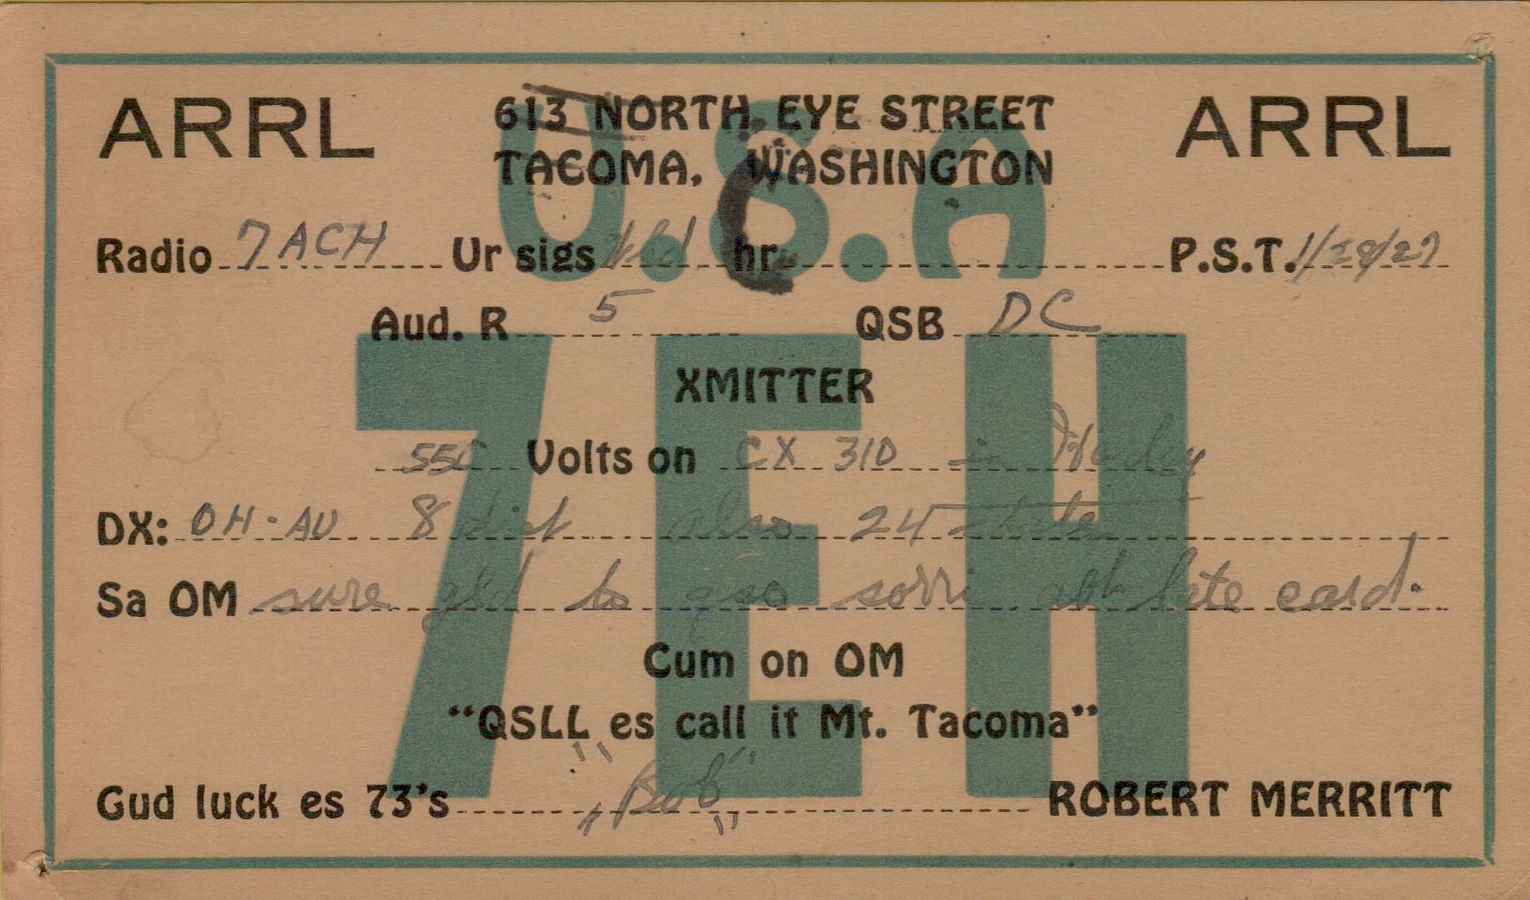 ARRL 613 NORTH EYE STREET ARRL
TACOMA, WASHINGTON
U.S.A
Radio 7ACH Ur sigs hr P.S.T. 1/28/27
Aud. R 5 QSB DC
7EH
XMITTER
550 Volts on CX 310 in Hartley
DX: OH-AU 8 dist also 24 states
Sa OM sure gld to qso sorri abt late card.
Cum on OM
“QSLL es call it Mt. Tacoma”
Gud luck es 73's "Bob" ROBERT MERRITT